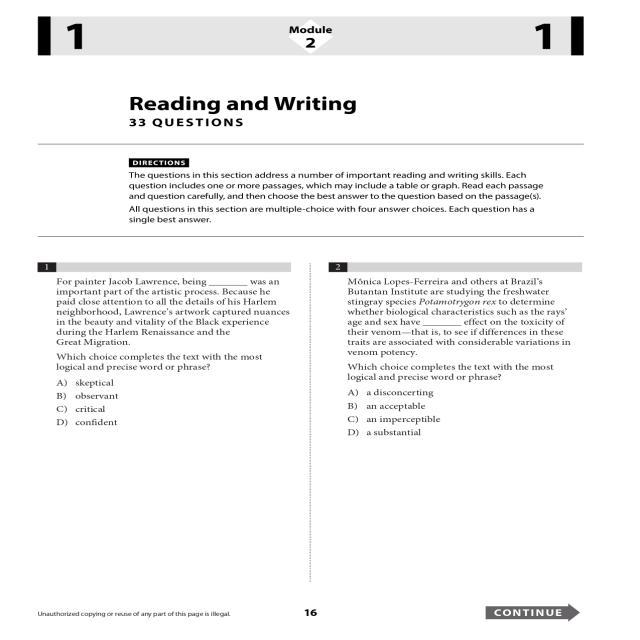 1
Module
2
1
Reading and Writing
33 QUESTIONS
DIRECTIONS
The questions in this section address a number of important reading and writing skills. Each
question includes one or more passages, which may include a table or graph. Read each passage
and question carefully, and then choose the best answer to the question based on the passage(s).
All questions in this section are multiple-choice with four answer choices. Each question has a
single best answer.
1
For painter Jacob Lawrence, being ________ was an
important part of the artistic process. Because he
paid close attention to all the details of his Harlem
neighborhood, Lawrence's artwork captured nuances
in the beauty and vitality of the Black experience
during the Harlem Renaissance and the
Great Migration.
Which choice completes the text with the most
logical and precise word or phrase?
A) skeptical
B) observant
C) critical
D) confident
2
Mônica Lopes-Ferreira and others at Brazil's
Butantan Institute are studying the freshwater
stingray species Potamotrygon rex to determine
whether biological characteristics such as the rays'
age and sex have ________ effect on the toxicity of
their venom—that is, to see if differences in these
traits are associated with considerable variations in
venom potency.
Which choice completes the text with the most
logical and precise word or phrase?
A) a disconcerting
B) an acceptable
C) an imperceptible
D) a substantial
Unauthorized copying or reuse of any part of this page is illegal.
16
CONTINUE